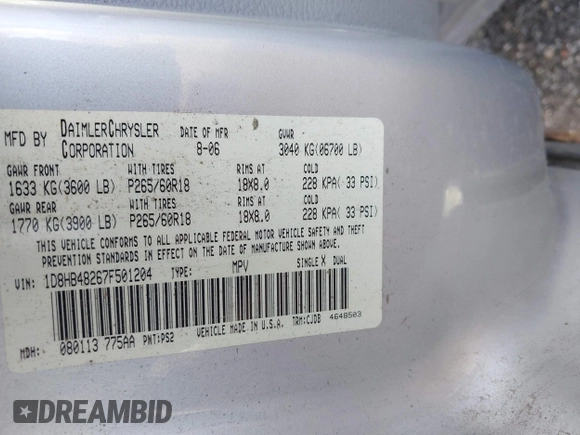 MFD BY DAIMLERCHRYSLER CORPORATION DATE OF MFR 8-06 GVWR 3040 KG(06700 LB)
GAWR FRONT WITH TIRES RIMS AT COLD
1633 KG(3600 LB) P265/60R18 18X8.0 228 KPA( 33 PSI)
GAWR REAR WITH TIRES RIMS AT COLD
1770 KG(3900 LB) P265/60R18 18X8.0 228 KPA( 33 PSI)
THIS VEHICLE CONFORMS TO ALL APPLICABLE FEDERAL MOTOR VEHICLE SAFETY AND THEFT
PREVENTION STANDARDS IN EFFECT ON THE DATE OF MANUFACTURE SHOWN ABOVE.
VIN: 1D8HB48267F501204 TYPE: MPV SINGLE X DUAL
VEHICLE MADE IN U.S.A. TRM:CJDB 4648503
MDH: 080113 775AA PNT:PS2
DREAMBID